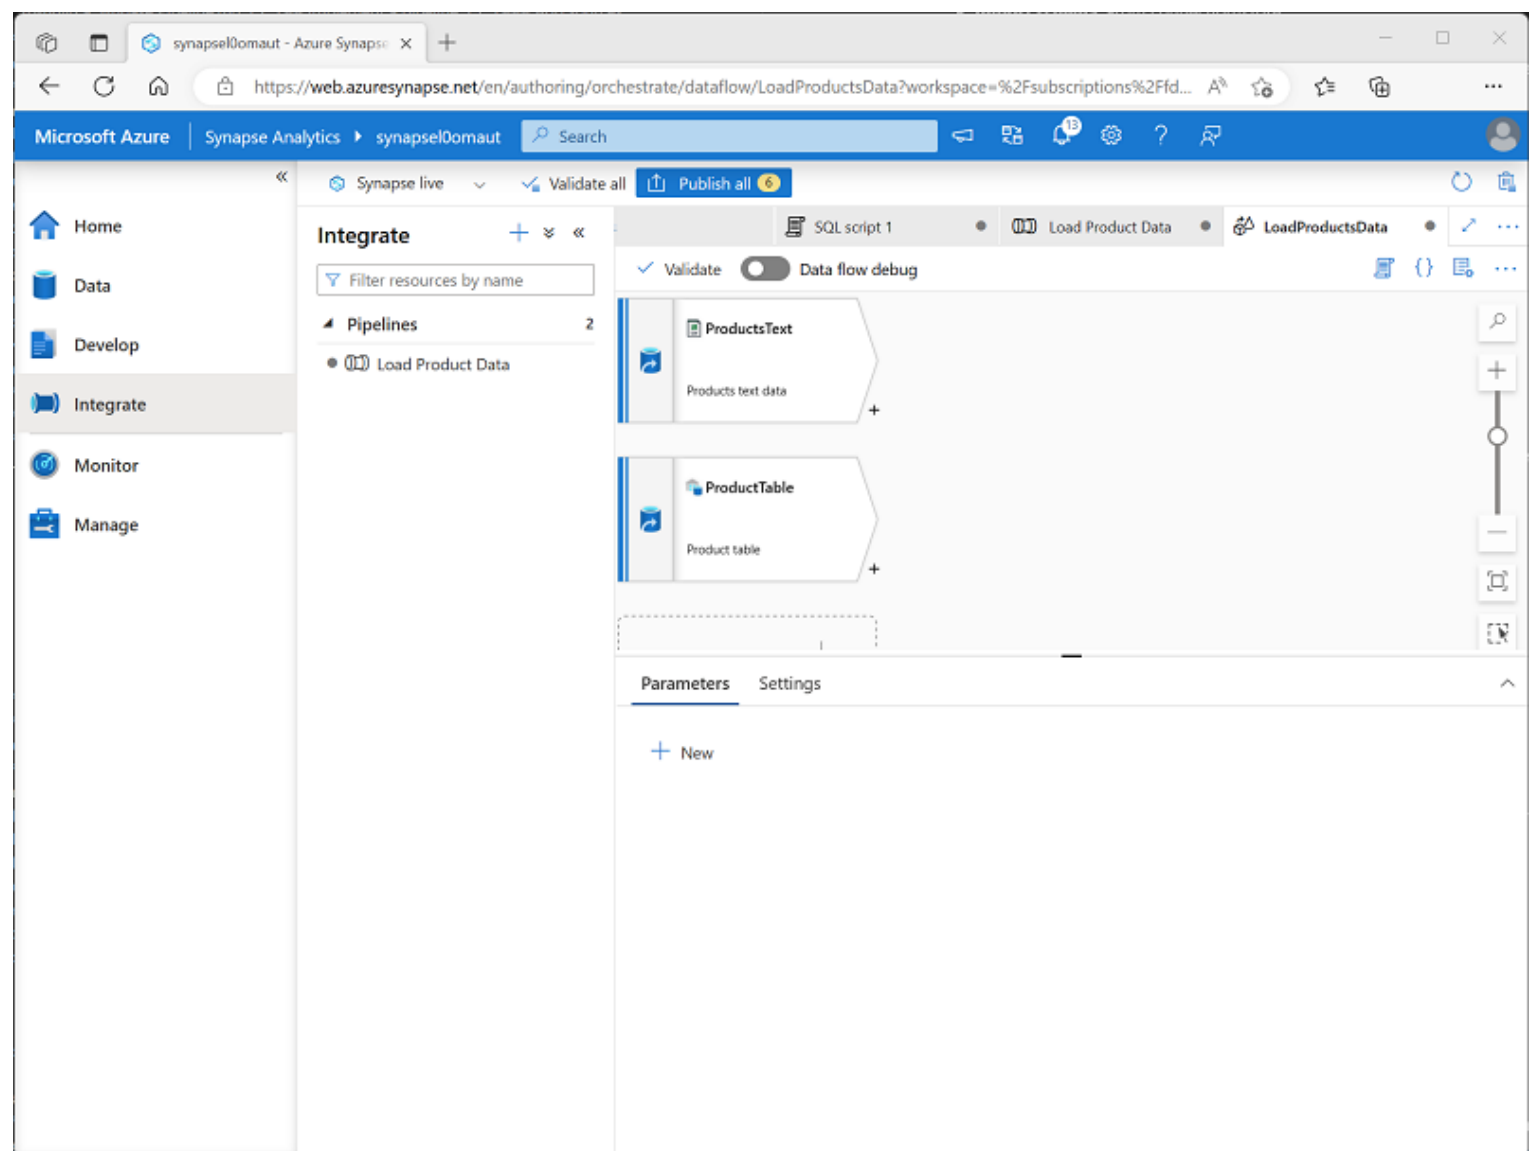 synapsel0omaut - Azure Synapse
https://web.azuresynapse.net/en/authoring/orchestrate/dataflow/LoadProductsData?workspace=%2Fsubscriptions%2Ffd...
Microsoft Azure
Synapse Analytics
synapsel0omaut
Search
13
Synapse live
Validate all
Publish all 6
Home
Data
Develop
Integrate
Monitor
Manage
Integrate
Filter resources by name
Pipelines 2
Load Product Data
SQL script 1
Load Product Data
LoadProductsData
Validate
Data flow debug
ProductsText
Products text data
+
ProductTable
Product table
+
Parameters
Settings
New